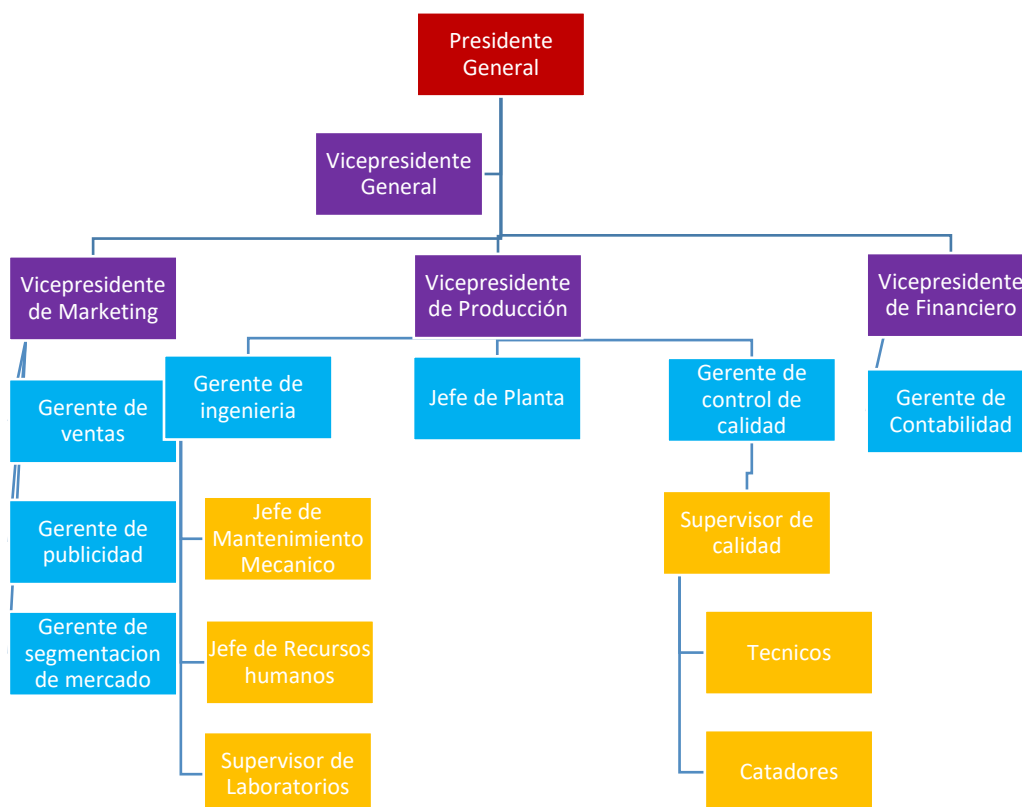 Presidente
General
Vicepresidente
General
Vicepresidente
de Marketing
Vicepresidente
de Producción
Vicepresidente
de Financiero
Gerente de
ventas
Gerente de
publicidad
Gerente de
segmentacion
de mercado
Gerente de
ingenieria
Jefe de
Mantenimiento
Mecanico
Jefe de Recursos
humanos
Supervisor de
Laboratorios
Jefe de Planta
Gerente de
control de
calidad
Supervisor de
calidad
Tecnicos
Catadores
Gerente de
Contabilidad